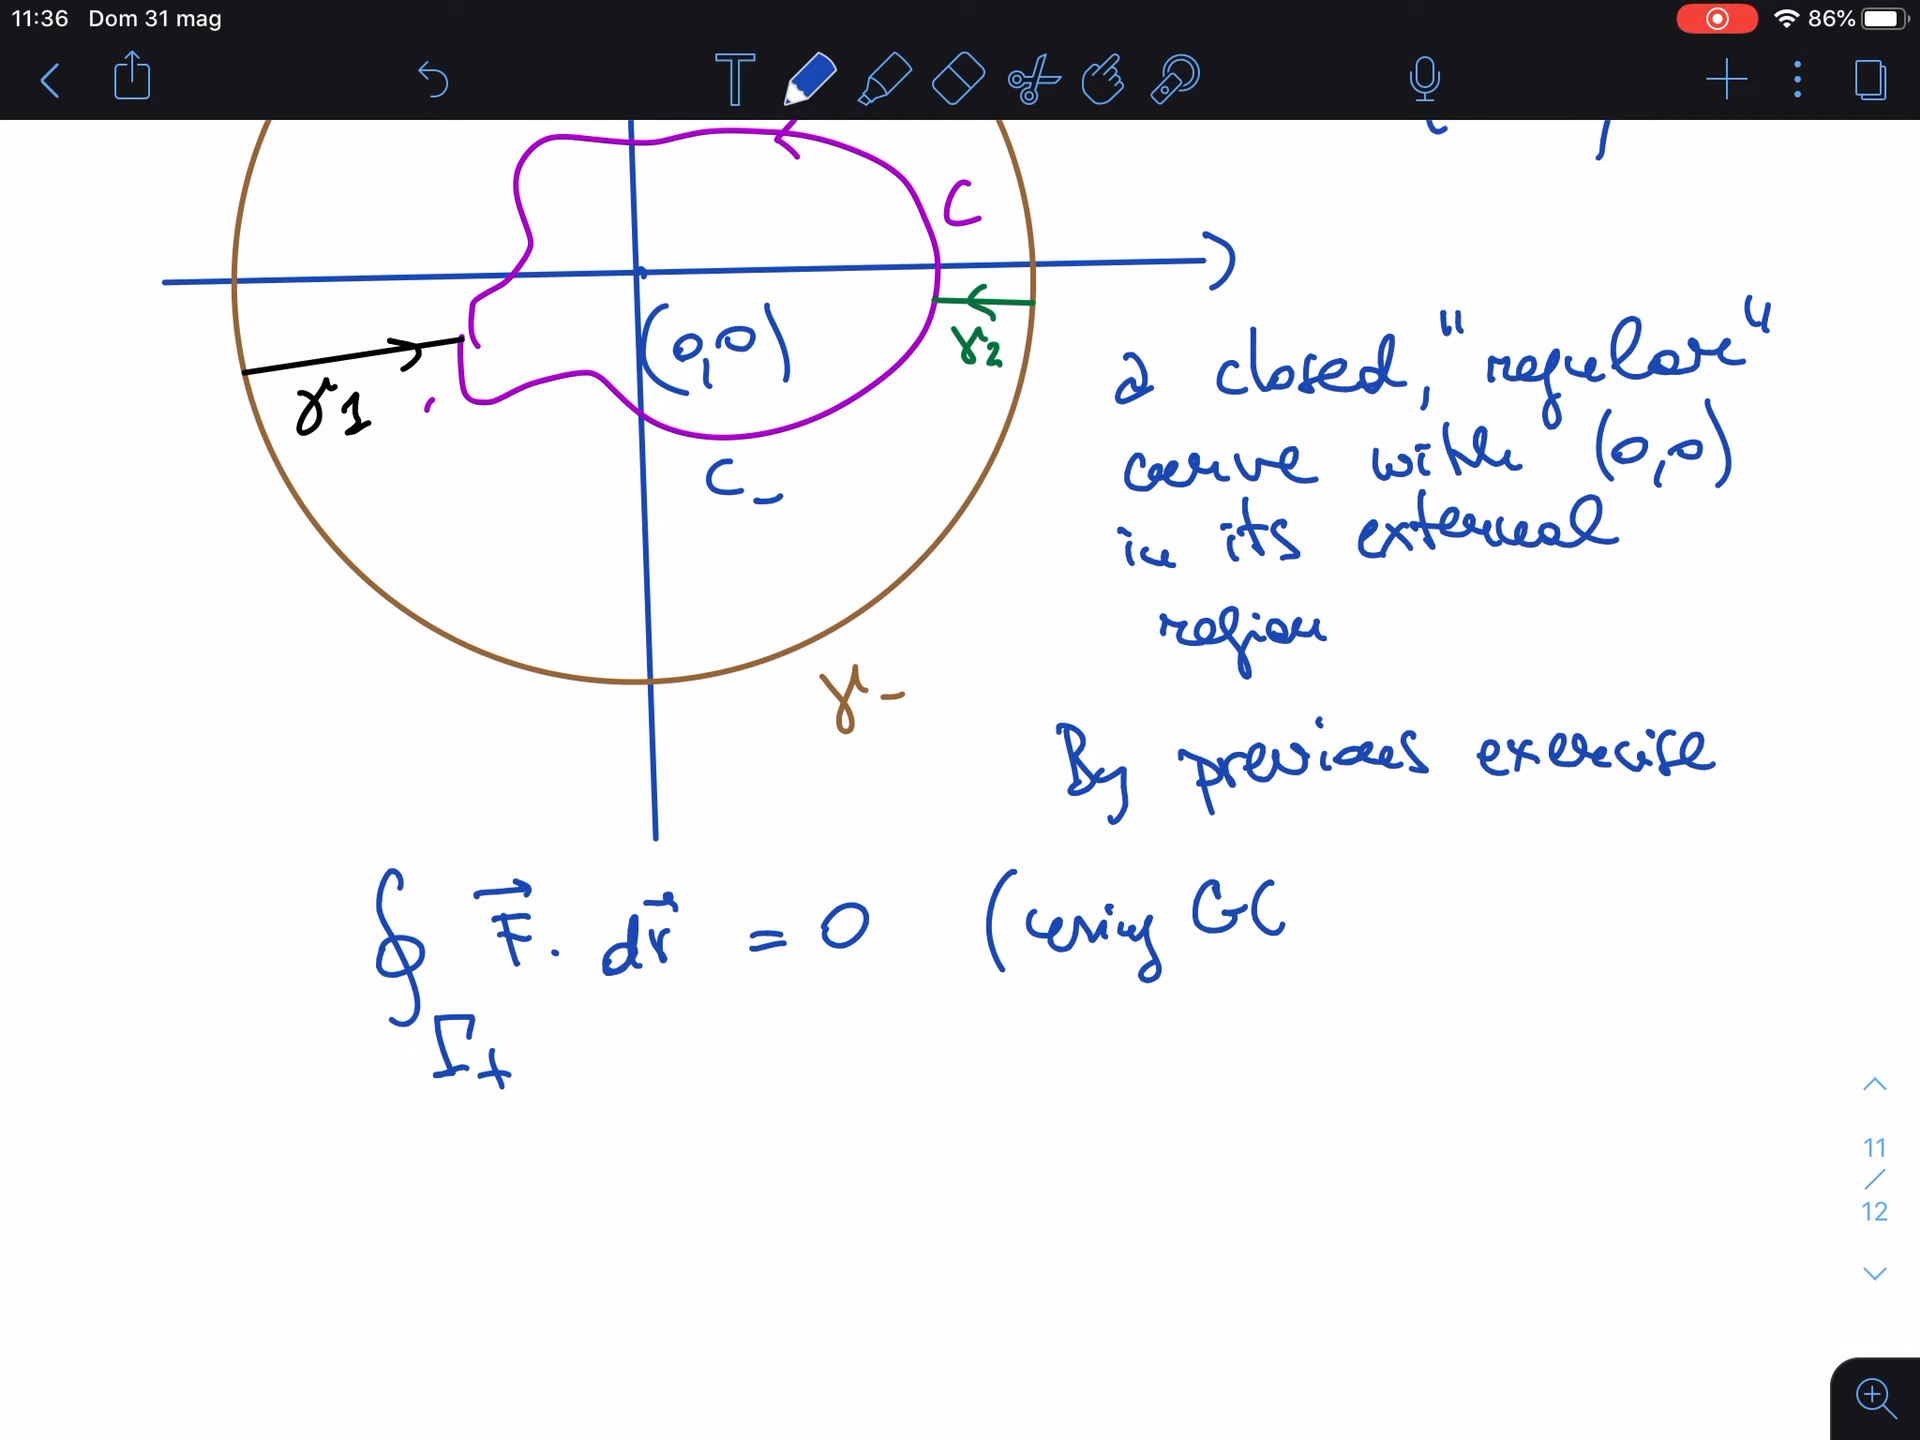 11:36 Dom 31 mag
86%
T
C
(0,0)
γ2
γ1
C_
γ-
a closed, "regular"
curve with (0,0)
in its external
region
By previous exercise
∮ F⃗ · dr⃗ = 0 (using GC
Γ+
11
/
12